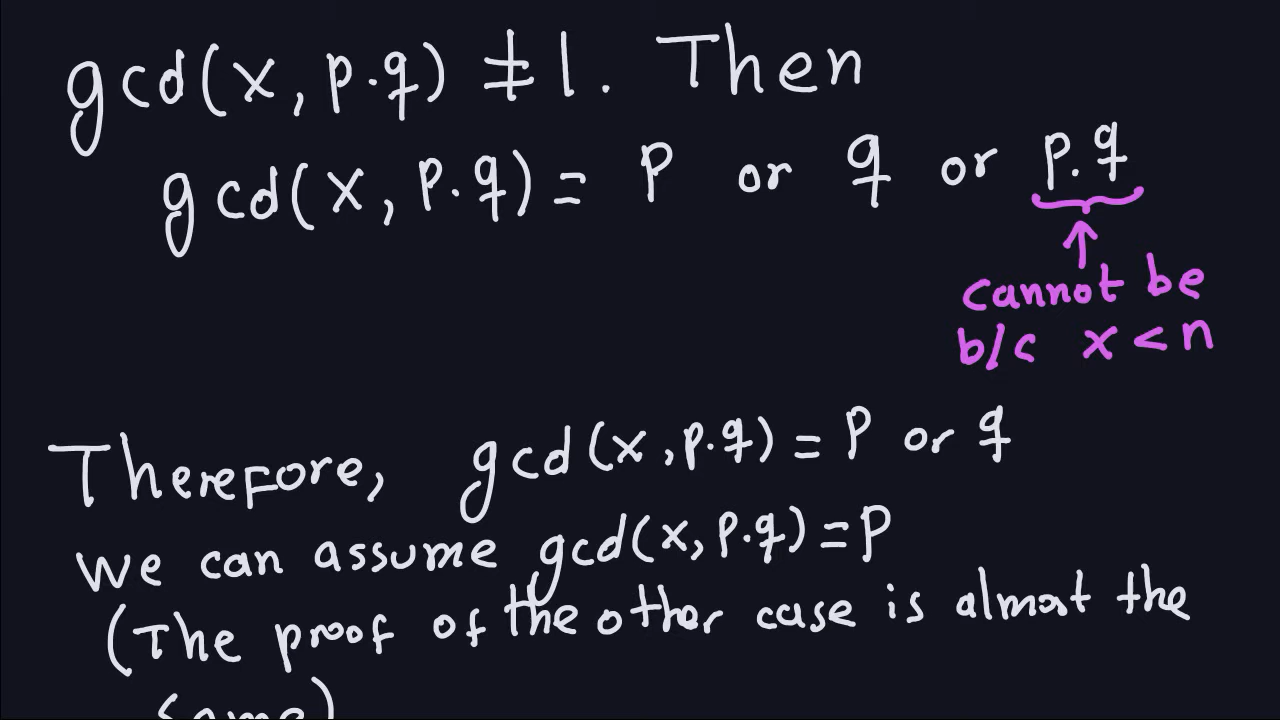 gcd(x, p.q) ≠ 1. Then
gcd(x, p.q) = p or q or p.q
cannot be
b/c x < n
Therefore, gcd(x, p.q) = p or q
we can assume gcd(x, p.q) = p
(The proof of the other case is almost the
same)